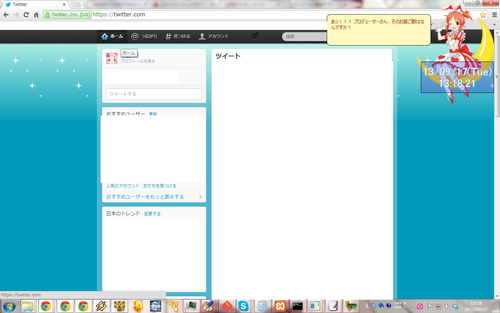 Twitter
Twitter, Inc. [US] https://twitter.com
おっ！！！ プロデューサーさん、そのお話ご飯はなんですか？
ホーム
つながり
見つける
アカウント
検索
13/09/17(Tue)
13:18:21
ホーム
プロフィールを見る
ツイート
ツイートする
おすすめユーザー 更新
人気のアカウント 友だちを見つける
おすすめユーザーをもっと表示する
日本のトレンド 変更する
https://twitter.com
13:18
2013/09/17